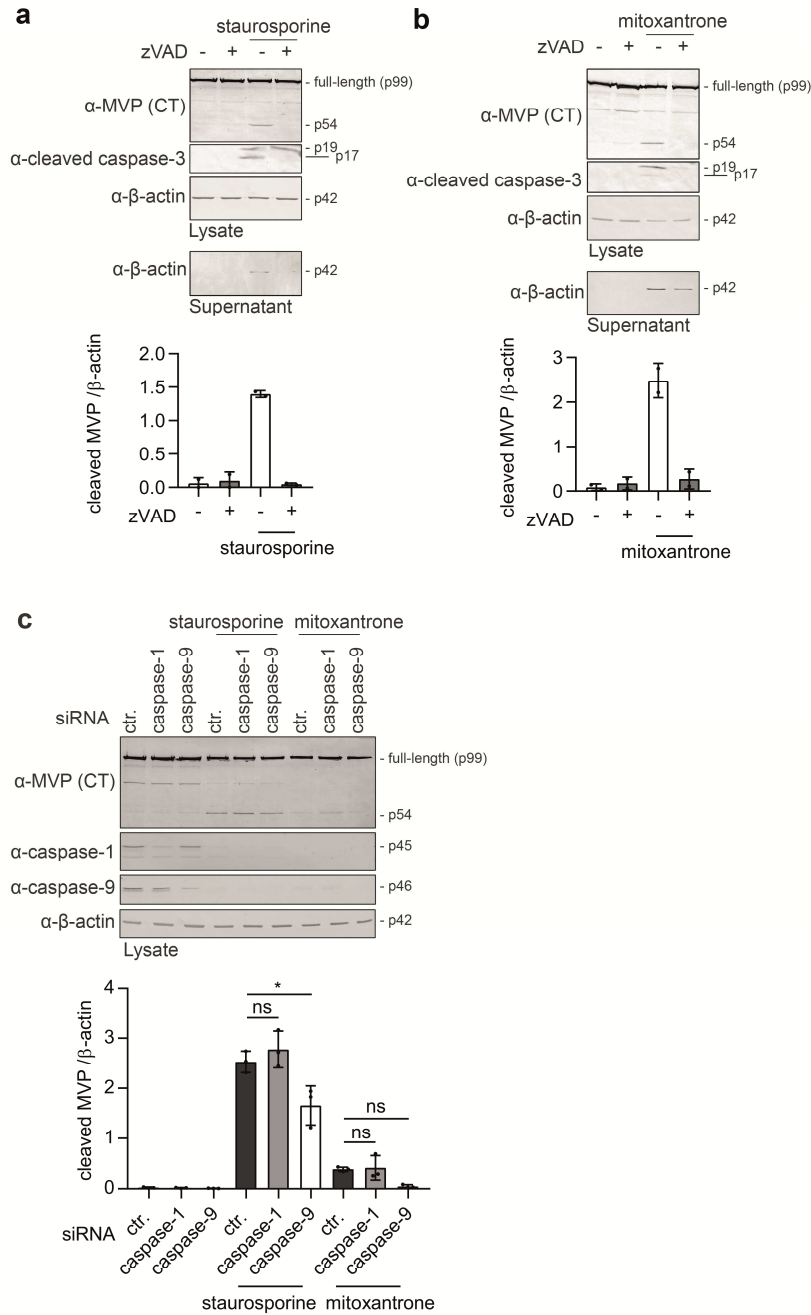 a
staurosporine
zVAD - + - +
α-MVP (CT)
- full-length (p99)
- p54
α-cleaved caspase-3
- p19
p17
α-β-actin
- p42
Lysate
α-β-actin
- p42
Supernatant
cleaved MVP /β-actin
2.0
1.5
1.0
0.5
0.0
zVAD - + - +
staurosporine
b
mitoxantrone
zVAD - + - +
α-MVP (CT)
- full-length (p99)
- p54
α-cleaved caspase-3
- p19
p17
α-β-actin
- p42
Lysate
α-β-actin
- p42
Supernatant
cleaved MVP /β-actin
3
2
1
0
zVAD - + - +
mitoxantrone
c
staurosporine mitoxantrone
siRNA ctr. caspase-1 caspase-9 ctr. caspase-1 caspase-9 ctr. caspase-1 caspase-9
α-MVP (CT)
- full-length (p99)
- p54
α-caspase-1
- p45
α-caspase-9
- p46
α-β-actin
- p42
Lysate
cleaved MVP /β-actin
4
3
2
1
0
*
ns
ns
ns
siRNA ctr. caspase-1 caspase-9 ctr. caspase-1 caspase-9 ctr. caspase-1 caspase-9
staurosporine mitoxantrone